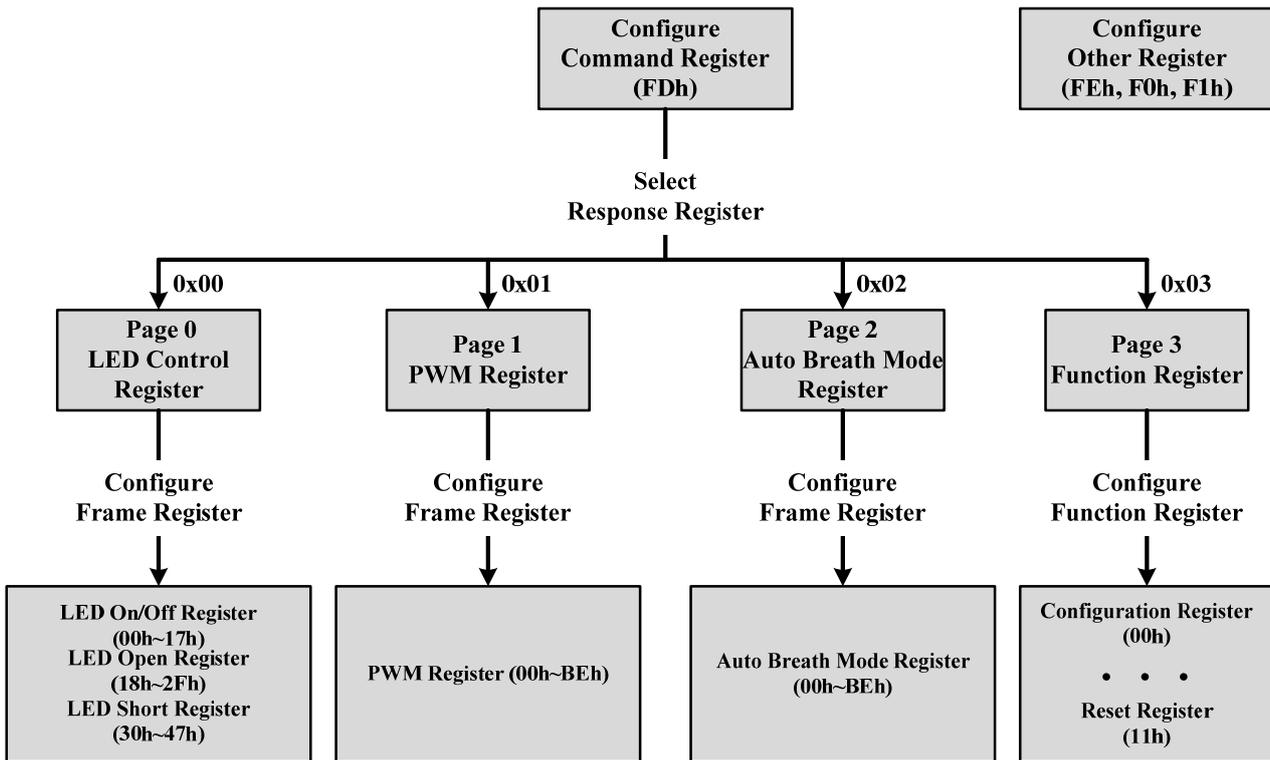 Configure
Command Register
(FDh)
Configure
Other Register
(FEh, F0h, F1h)
Select
Response Register
0x00
0x01
0x02
0x03
Page 0
LED Control
Register
Page 1
PWM Register
Page 2
Auto Breath Mode
Register
Page 3
Function Register
Configure
Frame Register
Configure
Frame Register
Configure
Frame Register
Configure
Function Register
LED On/Off Register
(00h~17h)
LED Open Register
(18h~2Fh)
LED Short Register
(30h~47h)
PWM Register (00h~BEh)
Auto Breath Mode Register
(00h~BEh)
Configuration Register
(00h)
• • •
Reset Register
(11h)